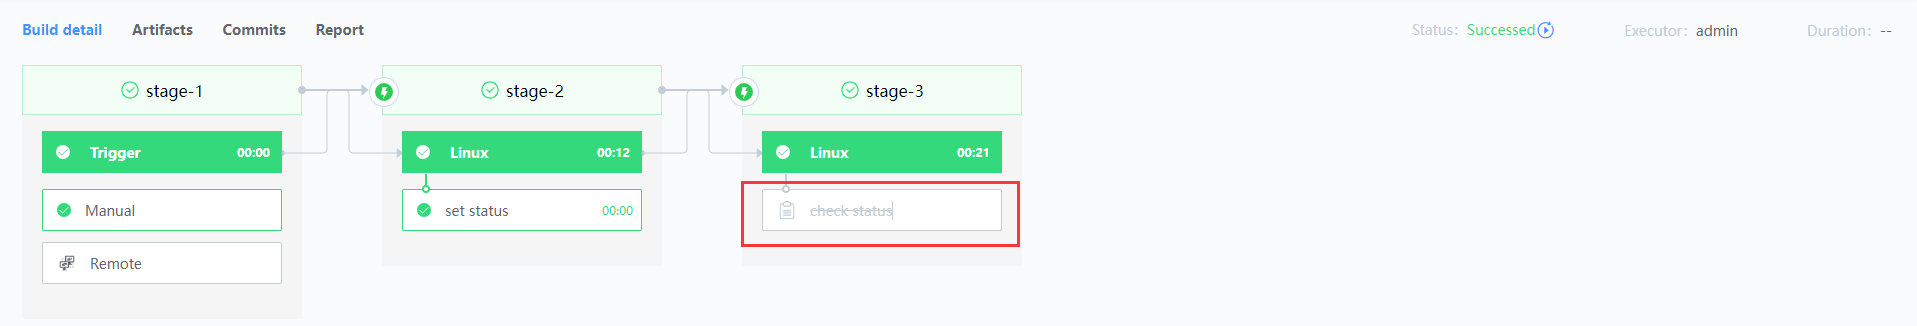 Build detail Artifacts Commits Report Status: Successed Executor: admin Duration: --
stage-1 stage-2 stage-3
Trigger 00:00 Linux 00:12 Linux 00:21
Manual set status 00:00 check status
Remote